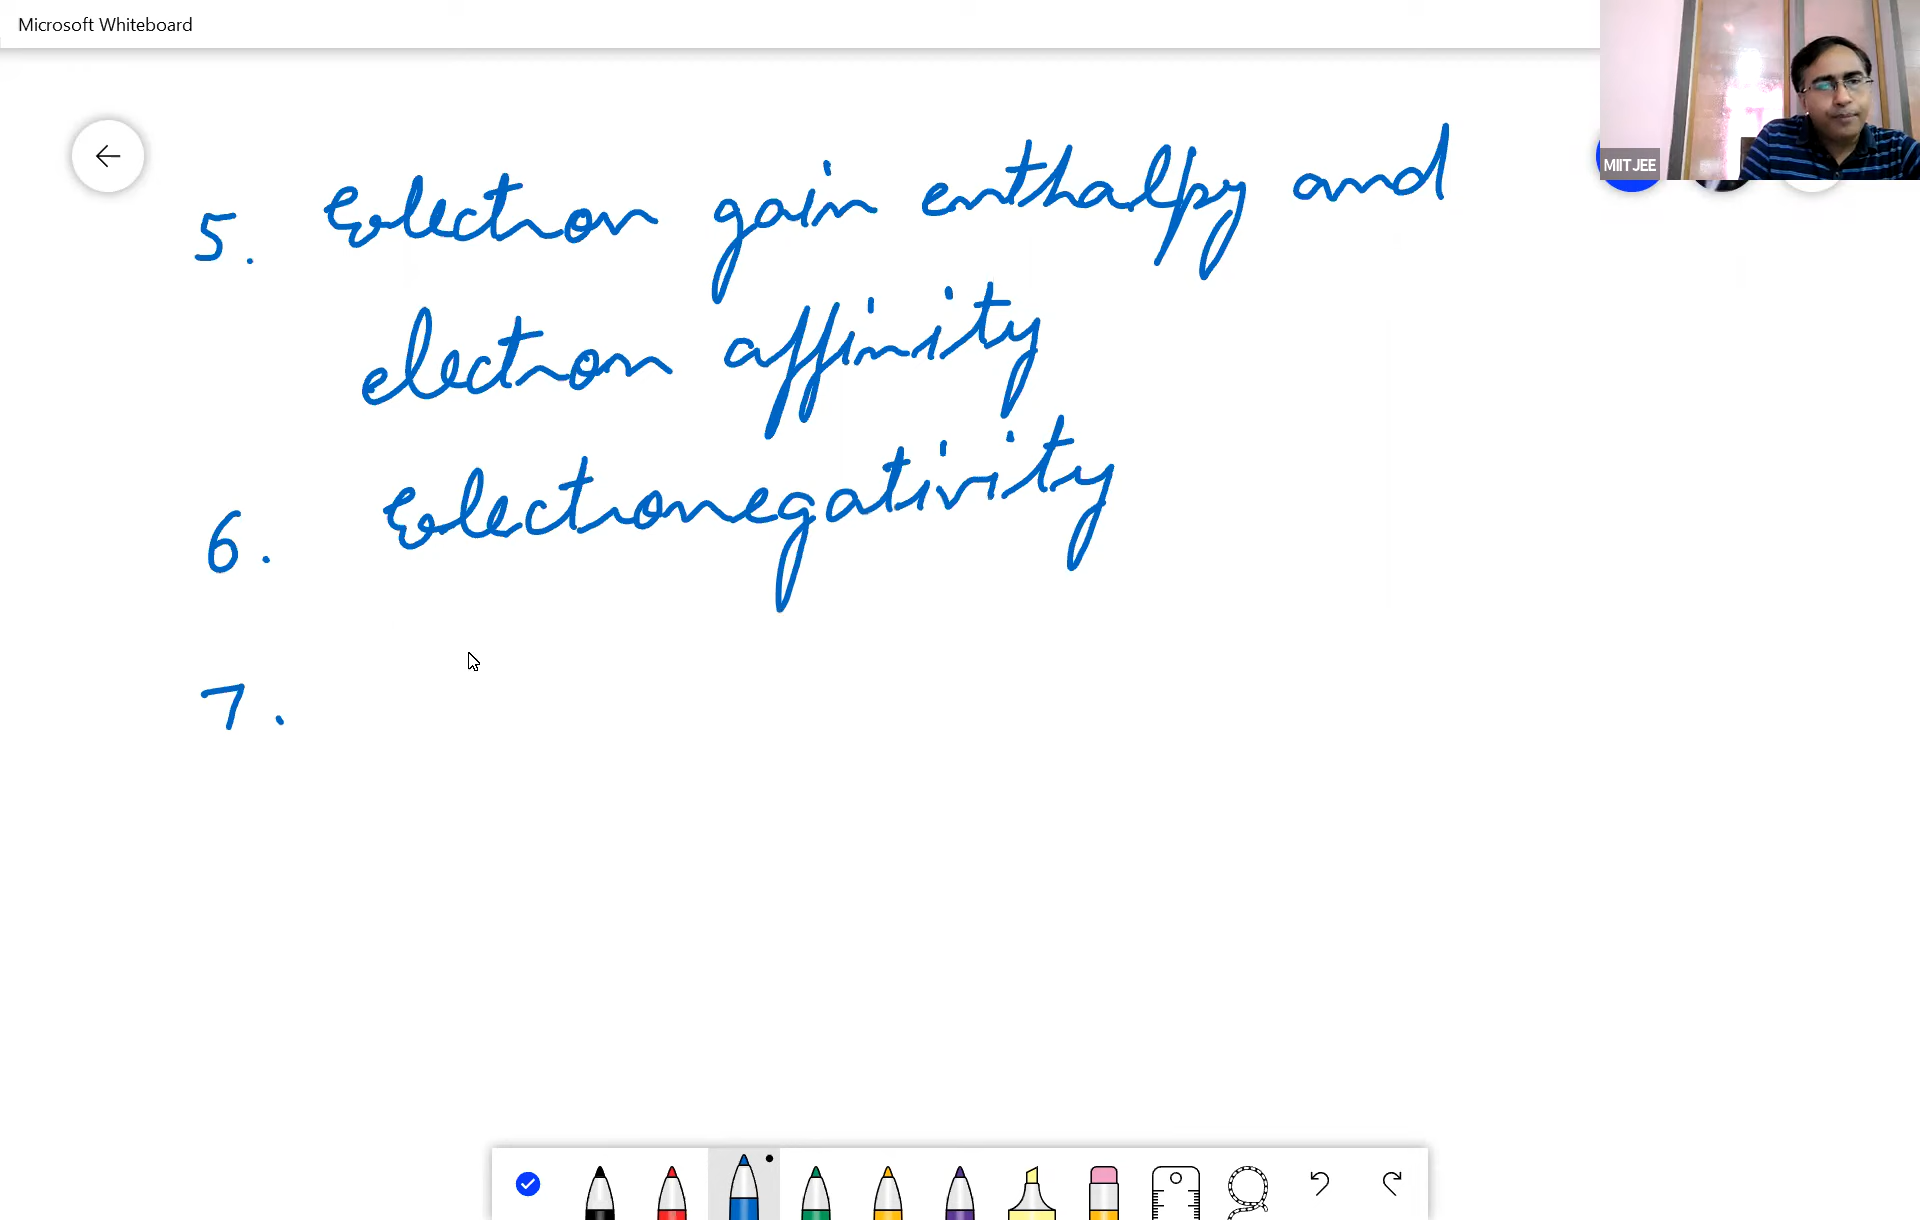 Microsoft Whiteboard
MIIT JEE
5. Electron gain enthalpy and
electron affinity
6. Electronegativity
7.